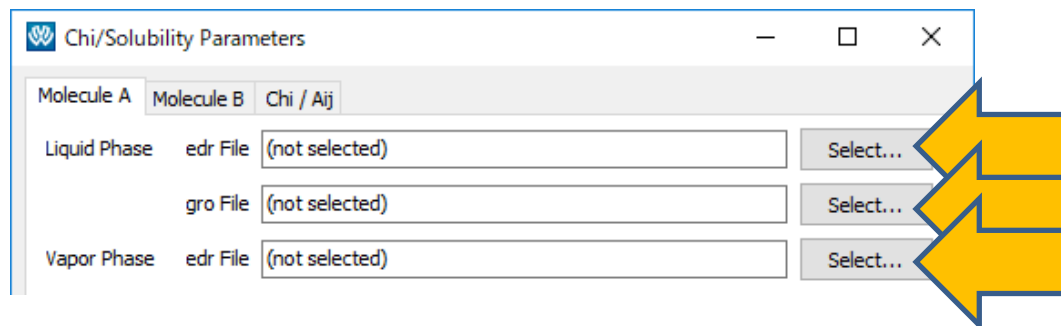 Chi/Solubility Parameters
Molecule A Molecule B Chi / Aij
Liquid Phase edr File (not selected) Select...
gro File (not selected) Select...
Vapor Phase edr File (not selected) Select...